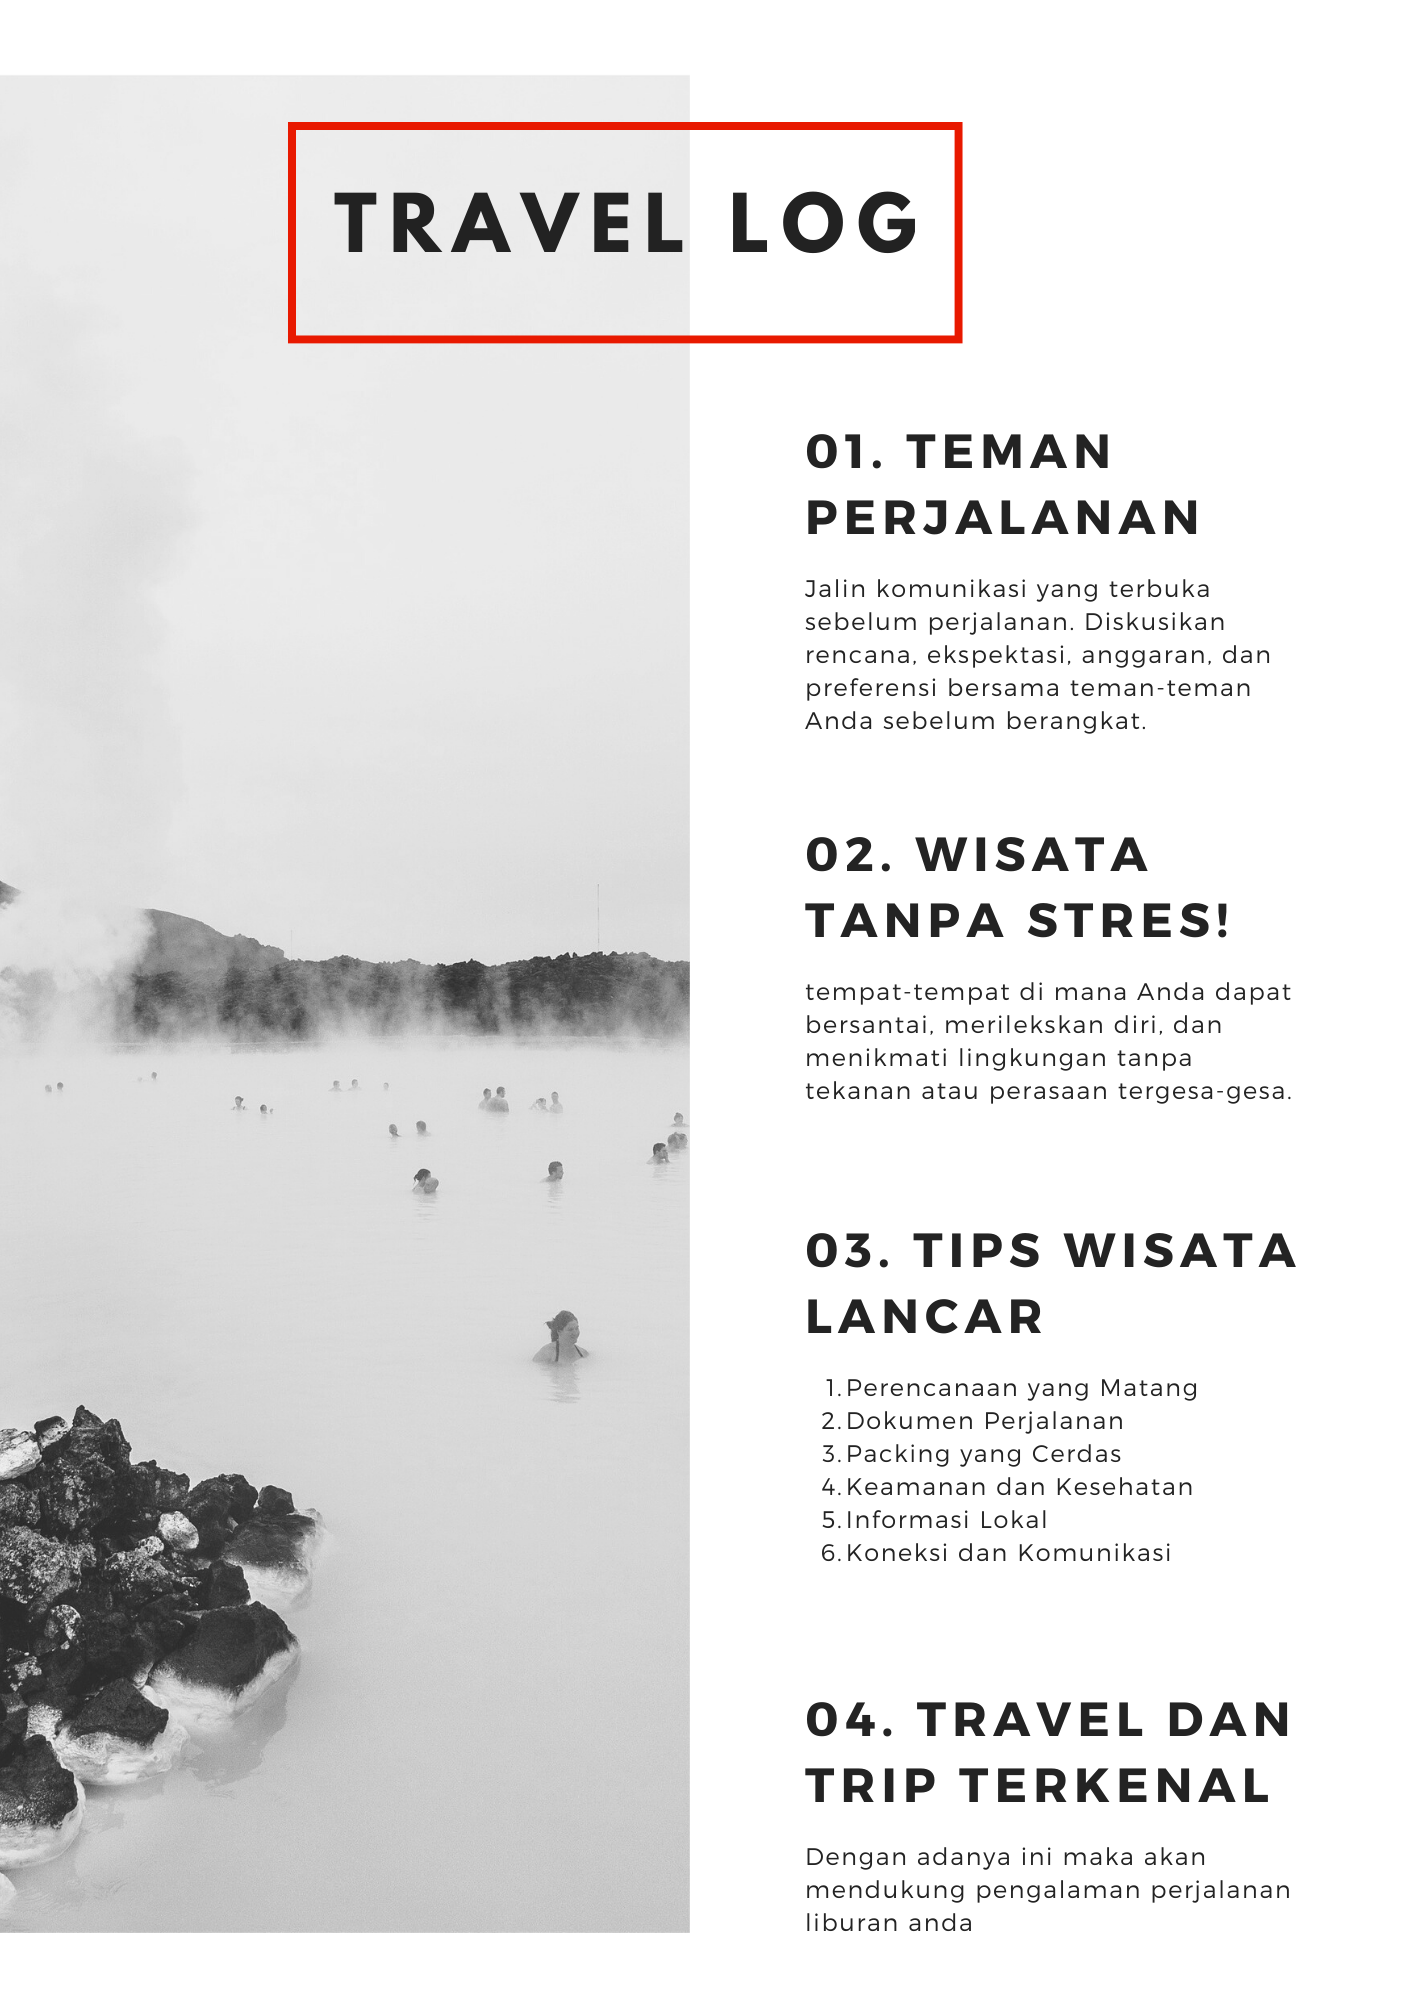 TRAVEL LOG
01. TEMAN
PERJALANAN
Jalin komunikasi yang terbuka
sebelum perjalanan. Diskusikan
rencana, ekspektasi, anggaran, dan
preferensi bersama teman-teman
Anda sebelum berangkat.
02. WISATA
TANPA STRES!
tempat-tempat di mana Anda dapat
bersantai, merilekskan diri, dan
menikmati lingkungan tanpa
tekanan atau perasaan tergesa-gesa.
03. TIPS WISATA
LANCAR
1. Perencanaan yang Matang
2. Dokumen Perjalanan
3. Packing yang Cerdas
4. Keamanan dan Kesehatan
5. Informasi Lokal
6. Koneksi dan Komunikasi
04. TRAVEL DAN
TRIP TERKENAL
Dengan adanya ini maka akan
mendukung pengalaman perjalanan
liburan anda